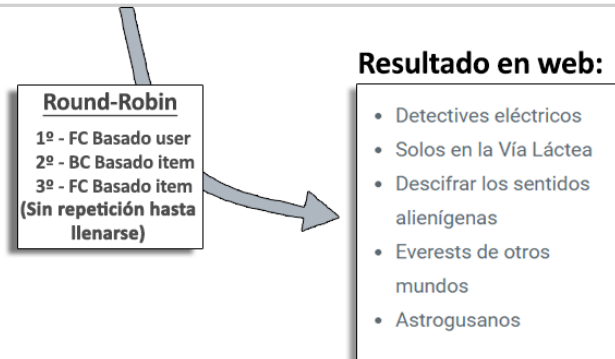 Round-Robin
1º - FC Basado user
2º - BC Basado item
3º - FC Basado item
(Sin repetición hasta
llenarse)
Resultado en web:
• Detectives eléctricos
• Solos en la Vía Láctea
• Descifrar los sentidos
alienígenas
• Everests de otros
mundos
• Astrogusanos